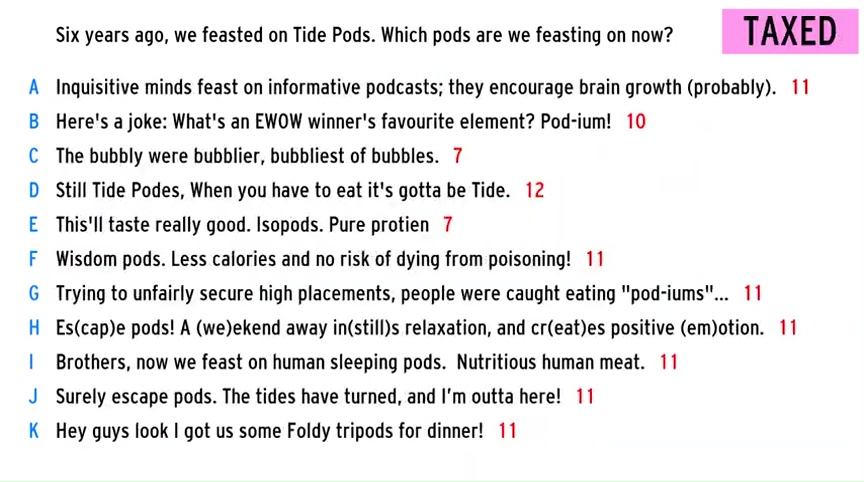 Six years ago, we feasted on Tide Pods. Which pods are we feasting on now?
TAXED
A Inquisitive minds feast on informative podcasts; they encourage brain growth (probably). 11
B Here's a joke: What's an EWOW winner's favourite element? Pod-ium! 10
C The bubbly were bubblier, bubbliest of bubbles. 7
D Still Tide Podes, When you have to eat it's gotta be Tide. 12
E This'll taste really good. Isopods. Pure protien 7
F Wisdom pods. Less calories and no risk of dying from poisoning! 11
G Trying to unfairly secure high placements, people were caught eating "pod-iums"... 11
H Es(cap)e pods! A (we)ekend away in(still)s relaxation, and cr(eat)es positive (em)otion. 11
I Brothers, now we feast on human sleeping pods. Nutritious human meat. 11
J Surely escape pods. The tides have turned, and I'm outta here! 11
K Hey guys look I got us some Foldy tripods for dinner! 11